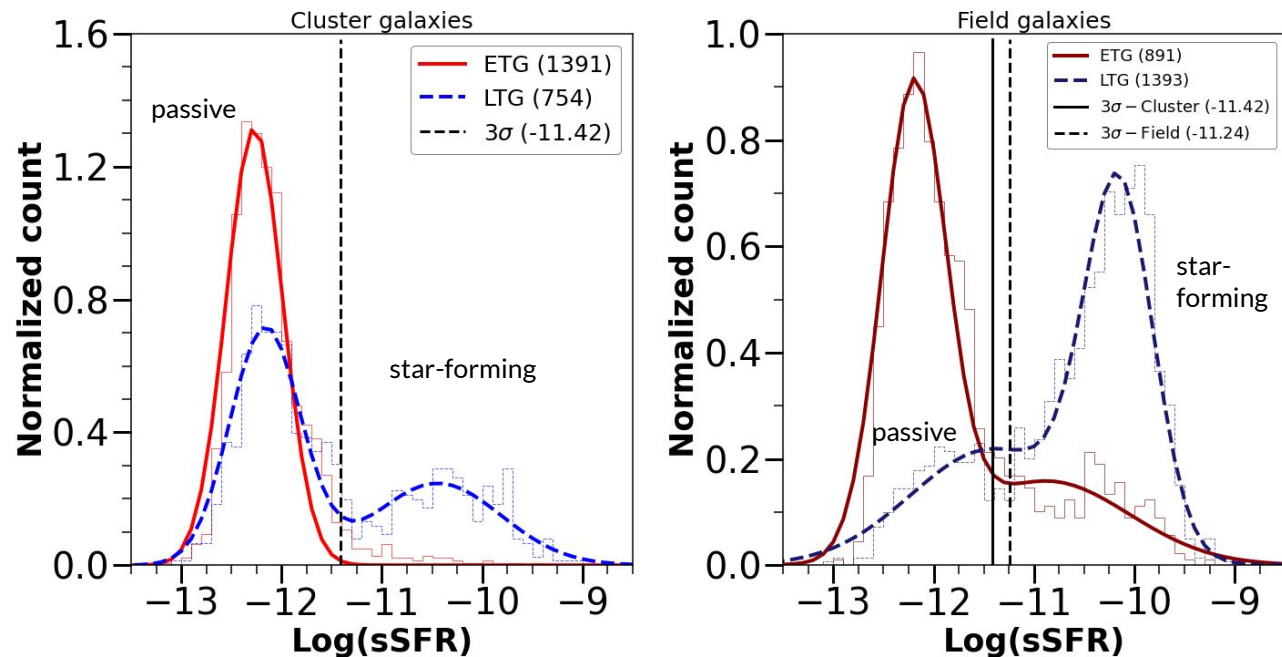 Cluster galaxies
1.6
1.2
0.8
0.4
0.0
Normalized count
passive
star-forming
ETG (1391)
LTG (754)
3σ (-11.42)
−13 −12 −11 −10 −9
Log(sSFR)
Field galaxies
1.0
0.8
0.6
0.4
0.2
0.0
Normalized count
ETG (891)
LTG (1393)
3σ − Cluster (-11.42)
3σ − Field (-11.24)
star-
forming
passive
−13 −12 −11 −10 −9
Log(sSFR)